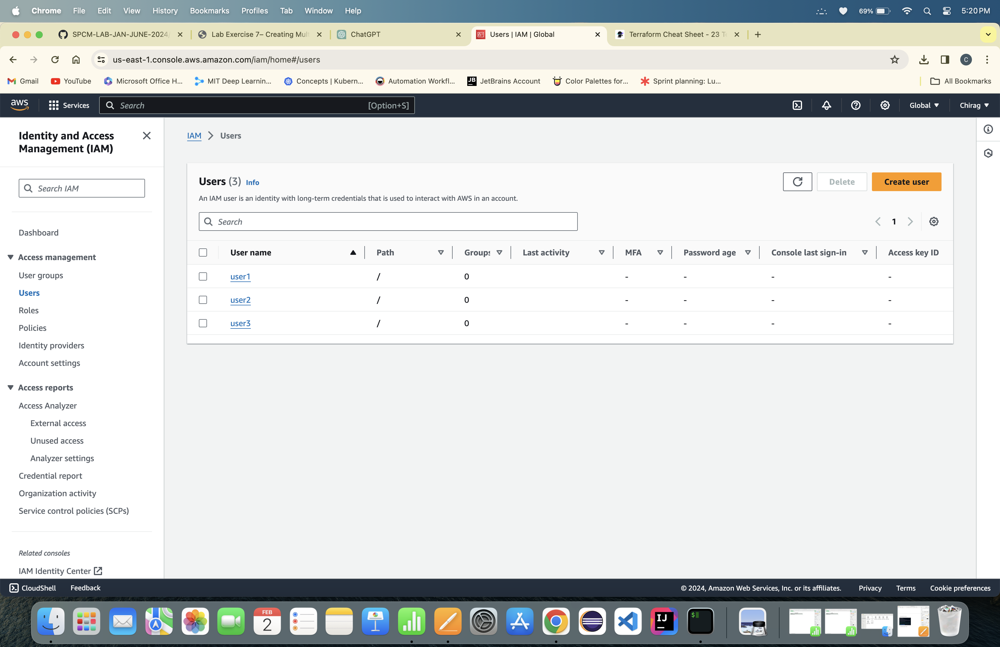 Chrome File Edit View History Bookmarks Profiles Tab Window Help 69% 5:20 PM
SPCM-LAB-JAN-JUNE-2024/ Lab Exercise 7– Creating Mul ChatGPT Users | IAM | Global Terraform Cheat Sheet - 23 T
us-east-1.console.aws.amazon.com/iam/home#/users C
Gmail YouTube Microsoft Office H... MIT Deep Learnin... Concepts | Kubern... Automation Workfl... JB JetBrains Account Color Palettes for... Sprint planning: Lu... All Bookmarks
aws Services Search [Option+S] Global Chirag
Identity and Access
Management (IAM)
Search IAM
Dashboard
Access management
User groups
Users
Roles
Policies
Identity providers
Account settings
Access reports
Access Analyzer
External access
Unused access
Analyzer settings
Credential report
Organization activity
Service control policies (SCPs)
Related consoles
IAM Identity Center
IAM > Users
Users (3) Info Delete Create user
An IAM user is an identity with long-term credentials that is used to interact with AWS in an account.
Search 1
User name Path Groups Last activity MFA Password age Console last sign-in Access key ID
user1 / 0 - - - -
user2 / 0 - - - -
user3 / 0 - - - -
CloudShell Feedback © 2024, Amazon Web Services, Inc. or its affiliates. Privacy Terms Cookie preferences
FEB
2
IJ
$